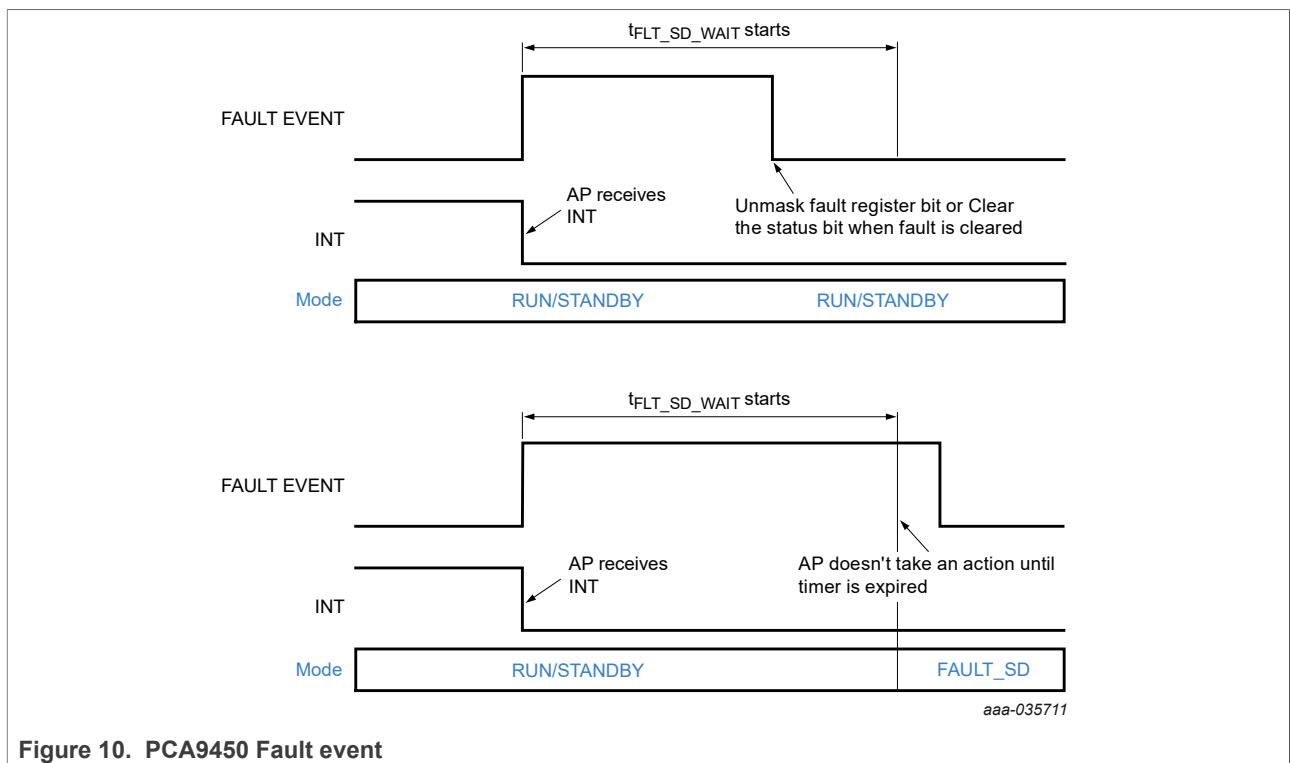 tFLT_SD_WAIT starts
FAULT EVENT
AP receives
INT
Unmask fault register bit or Clear
the status bit when fault is cleared
INT
Mode RUN/STANDBY RUN/STANDBY
tFLT_SD_WAIT starts
FAULT EVENT
AP receives
INT
AP doesn't take an action until
timer is expired
INT
Mode RUN/STANDBY FAULT_SD
aaa-035711
Figure 10. PCA9450 Fault event